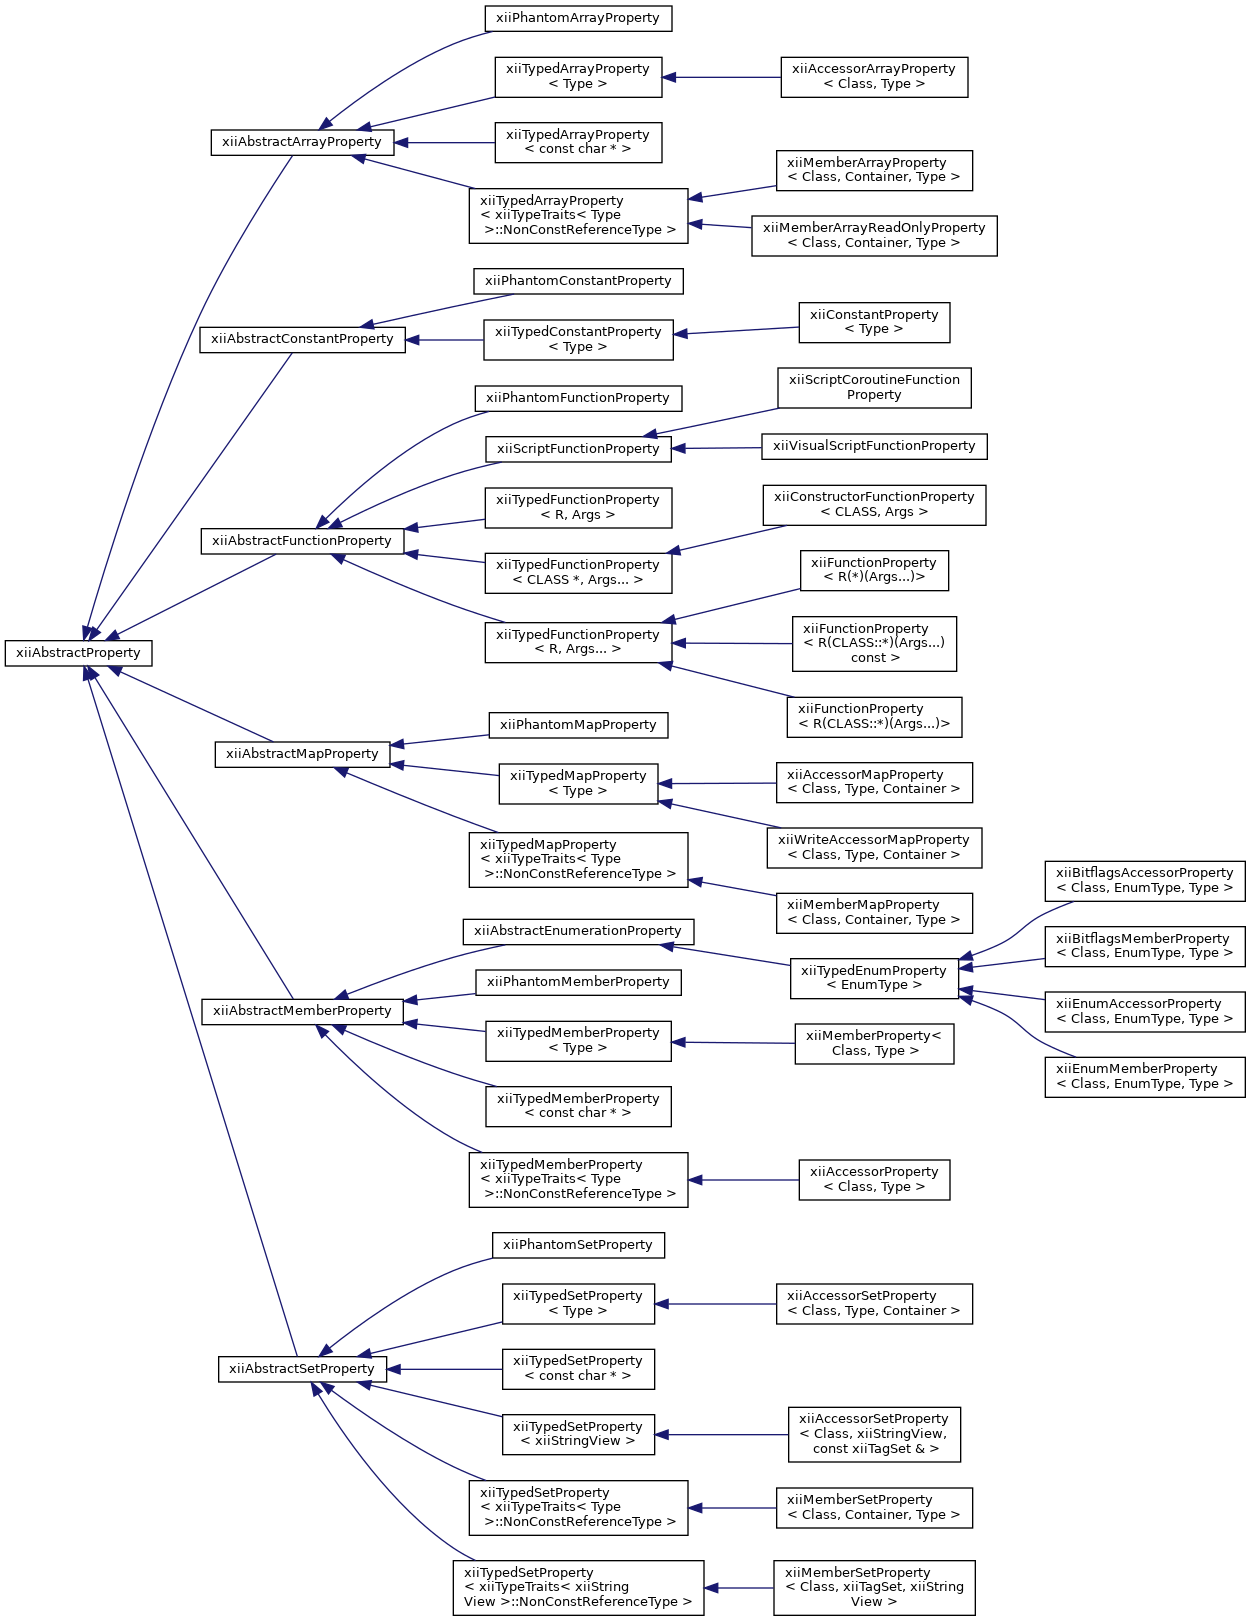 xiiPhantomArrayProperty
xiiTypedArrayProperty
< Type >
xiiAccessorArrayProperty
< Class, Type >
xiiAbstractArrayProperty
xiiTypedArrayProperty
< const char * >
xiiMemberArrayProperty
< Class, Container, Type >
xiiTypedArrayProperty
< xiiTypeTraits< Type
>::NonConstReferenceType >
xiiMemberArrayReadOnlyProperty
< Class, Container, Type >
xiiPhantomConstantProperty
xiiAbstractConstantProperty
xiiTypedConstantProperty
< Type >
xiiConstantProperty
< Type >
xiiPhantomFunctionProperty
xiiScriptCoroutineFunction
Property
xiiScriptFunctionProperty
xiiVisualScriptFunctionProperty
xiiTypedFunctionProperty
< R, Args >
xiiConstructorFunctionProperty
< CLASS, Args >
xiiAbstractFunctionProperty
xiiTypedFunctionProperty
< CLASS *, Args... >
xiiFunctionProperty
< R(*)(Args...)>
xiiTypedFunctionProperty
< R, Args... >
xiiFunctionProperty
< R(CLASS::*)(Args...)
const >
xiiFunctionProperty
< R(CLASS::*)(Args...)>
xiiAbstractProperty
xiiPhantomMapProperty
xiiAbstractMapProperty
xiiTypedMapProperty
< Type >
xiiAccessorMapProperty
< Class, Type, Container >
xiiWriteAccessorMapProperty
< Class, Type, Container >
xiiTypedMapProperty
< xiiTypeTraits< Type
>::NonConstReferenceType >
xiiMemberMapProperty
< Class, Container, Type >
xiiAbstractEnumerationProperty
xiiTypedEnumProperty
< EnumType >
xiiBitflagsAccessorProperty
< Class, EnumType, Type >
xiiBitflagsMemberProperty
< Class, EnumType, Type >
xiiEnumAccessorProperty
< Class, EnumType, Type >
xiiEnumMemberProperty
< Class, EnumType, Type >
xiiPhantomMemberProperty
xiiAbstractMemberProperty
xiiTypedMemberProperty
< Type >
xiiMemberProperty<
Class, Type >
xiiTypedMemberProperty
< const char * >
xiiTypedMemberProperty
< xiiTypeTraits< Type
>::NonConstReferenceType >
xiiAccessorProperty
< Class, Type >
xiiPhantomSetProperty
xiiTypedSetProperty
< Type >
xiiAccessorSetProperty
< Class, Type, Container >
xiiAbstractSetProperty
xiiTypedSetProperty
< const char * >
xiiTypedSetProperty
< xiiStringView >
xiiAccessorSetProperty
< Class, xiiStringView,
const xiiTagSet & >
xiiTypedSetProperty
< xiiTypeTraits< Type
>::NonConstReferenceType >
xiiMemberSetProperty
< Class, Container, Type >
xiiTypedSetProperty
< xiiTypeTraits< xiiString
View >::NonConstReferenceType >
xiiMemberSetProperty
< Class, xiiTagSet, xiiString
View >